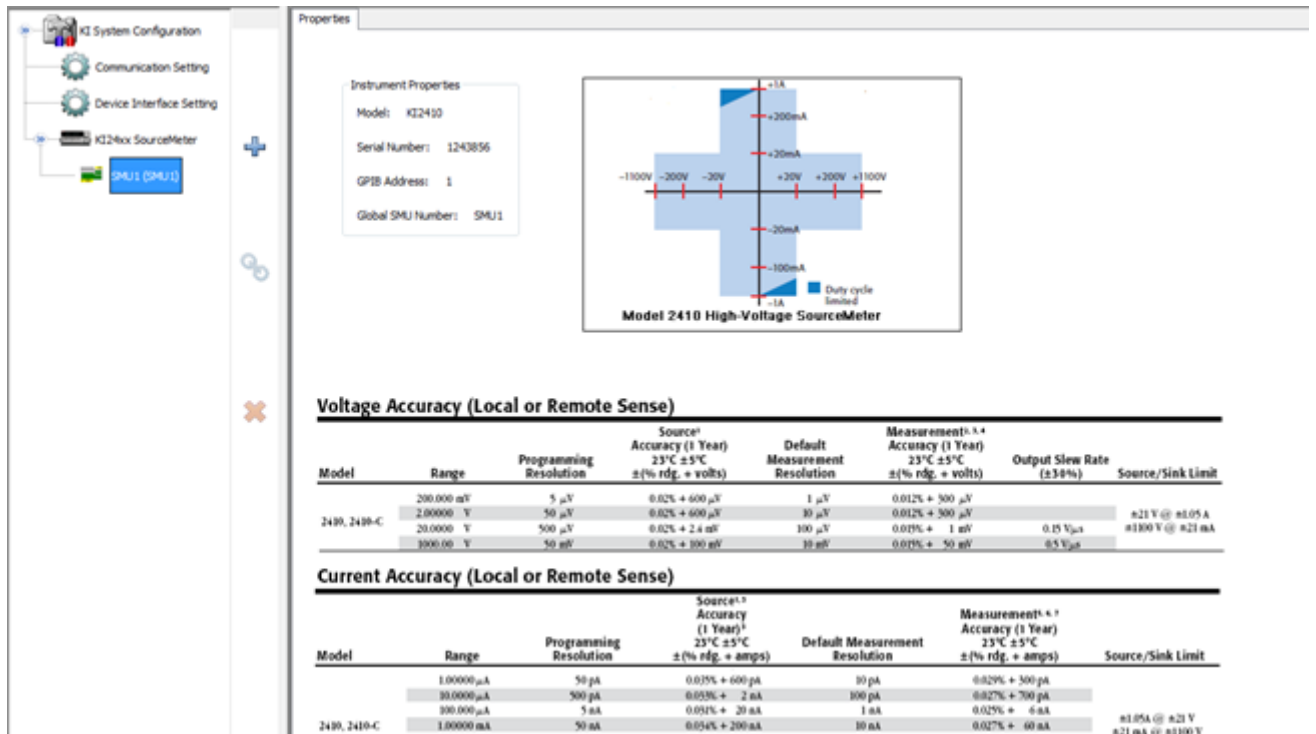 KI System Configuration
Communication Setting
Device Interface Setting
KI24xx SourceMeter
SMU1 (SMU1)
Properties
Instrument Properties
Model: KI2410
Serial Number: 1243856
GPIB Address: 1
Global SMU Number: SMU1
+1A
+200mA
+20mA
-1100V -200V -20V +20V +200V +1100V
-20mA
-100mA
-1A
Duty cycle
limited
Model 2410 High-Voltage SourceMeter
Voltage Accuracy (Local or Remote Sense)
Source¹ Measurement², ³, ⁴
Accuracy (1 Year) Default Accuracy (1 Year)
Programming 23°C ±5°C Measurement 23°C ±5°C Output Slew Rate
Model Range Resolution ±(% rdg. + volts) Resolution ±(% rdg. + volts) (±30%) Source/Sink Limit
200.000 mV 5 µV 0.02% + 600 µV 1 µV 0.012% + 300 µV
2.00000 V 50 µV 0.02% + 600 µV 10 µV 0.012% + 300 µV
2410, 2410-C ±21 V @ ±1.05 A
20.0000 V 500 µV 0.02% + 2.4 mV 100 µV 0.015% + 1 mV 0.15 V/µs ±1100 V @ ±21 mA
1000.00 V 50 mV 0.02% + 100 mV 10 mV 0.015% + 50 mV 0.5 V/µs
Current Accuracy (Local or Remote Sense)
Source
Accuracy Measurement
(1 Year) Accuracy (1 Year)
Programming 23°C ±5°C Default Measurement 23°C ±5°C
Model Range Resolution ±(% rdg. + amps) Resolution ±(% rdg. + amps) Source/Sink Limit
1.00000 µA 50 pA 0.035% + 600 pA 10 pA 0.029% + 300 pA
10.0000 µA 500 pA 0.033% + 2 nA 100 pA 0.027% + 700 pA
100.000 µA 5 nA 0.031% + 20 nA 1 nA 0.025% + 6 nA
2410, 2410-C 1.00000 mA 50 nA 0.034% + 200 nA 10 nA 0.027% + 60 nA
±1.05A @ ±21 V
±21 mA @ ±1100 V